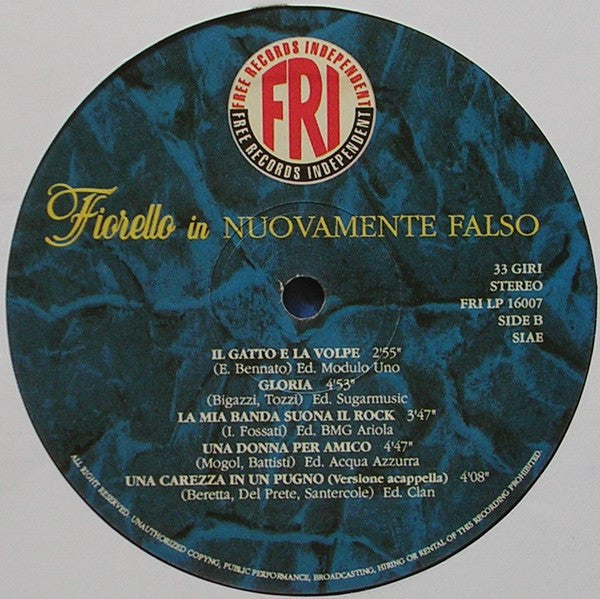 FREE RECORDS INDEPENDENT
FRI
FREE RECORDS INDEPENDENT
Fiorello in NUOVAMENTE FALSO
33 GIRI
STEREO
FRI LP 16007
SIDE B
SIAE
IL GATTO E LA VOLPE 2'55"
(E. Bennato) Ed. Modulo Uno
GLORIA 4'53"
(Bigazzi, Tozzi) Ed. Sugarmusic
LA MIA BANDA SUONA IL ROCK 3'47"
(I. Fossati) Ed. BMG Ariola
UNA DONNA PER AMICO 4'47"
(Mogol, Battisti) Ed. Acqua Azzurra
UNA CAREZZA IN UN PUGNO (Versione acappella) 4'08"
(Beretta, Del Prete, Santercole) Ed. Clan
ALL RIGHT RESERVED. UNAUTHORIZED COPYNG, PUBLIC PERFORMANCE, BROADCASTING, HIRING OR RENTAL OF THIS RECORDING PROHIBITED.